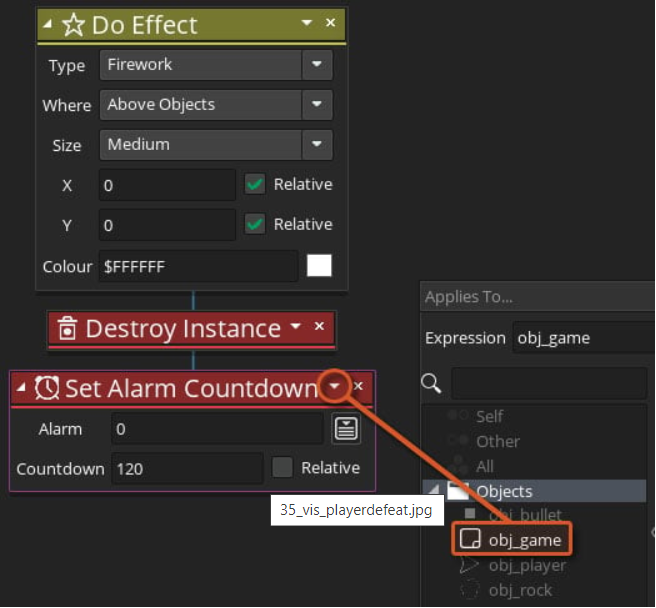 Do Effect
Type Firework
Where Above Objects
Size Medium
X 0 Relative
Y 0 Relative
Colour $FFFFFF
Destroy Instance
Set Alarm Countdown
Alarm 0
Countdown 120 Relative
35_vis_playerdefeat.jpg
Applies To...
Expression obj_game
Self
Other
All
Objects
obj_bullet
obj_game
obj_player
obj_rock